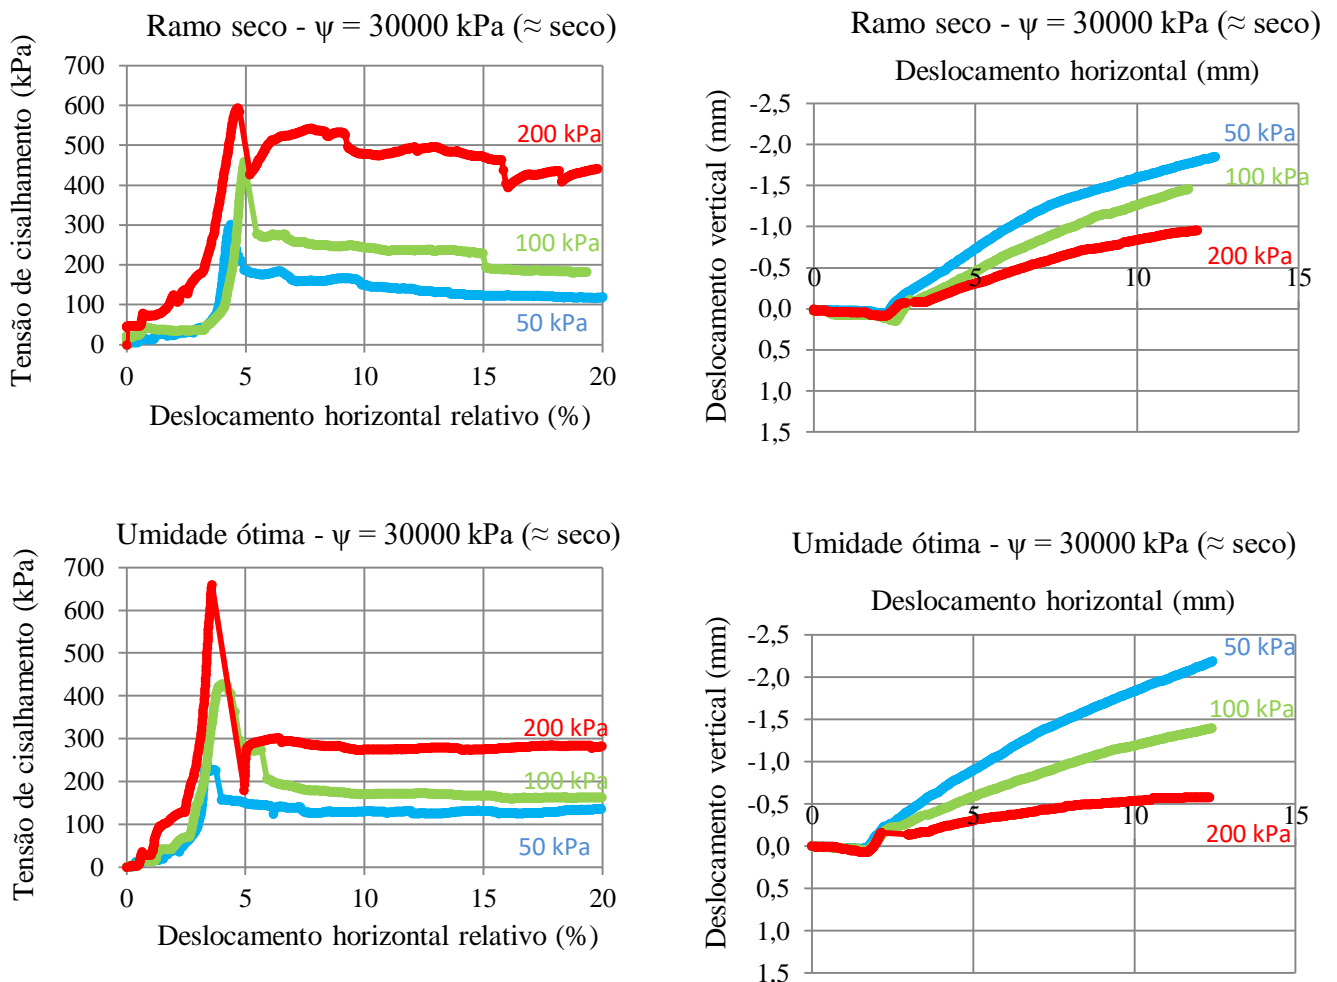 Ramo seco - ψ = 30000 kPa (≈ seco)
Tensão de cisalhamento (kPa)
700
600
500
400
300
200
100
0
200 kPa
100 kPa
50 kPa
0 5 10 15 20
Deslocamento horizontal relativo (%)
Ramo seco - ψ = 30000 kPa (≈ seco)
Deslocamento horizontal (mm)
Deslocamento vertical (mm)
-2,5
-2,0
-1,5
-1,0
-0,5
0,0
0,5
1,0
1,5
50 kPa
100 kPa
200 kPa
0 5 10 15
Umidade ótima - ψ = 30000 kPa (≈ seco)
Tensão de cisalhamento (kPa)
700
600
500
400
300
200
100
0
200 kPa
100 kPa
50 kPa
0 5 10 15 20
Deslocamento horizontal relativo (%)
Umidade ótima - ψ = 30000 kPa (≈ seco)
Deslocamento horizontal (mm)
Deslocamento vertical (mm)
-2,5
-2,0
-1,5
-1,0
-0,5
0,0
0,5
1,0
1,5
50 kPa
100 kPa
0 5 10 15
200 kPa